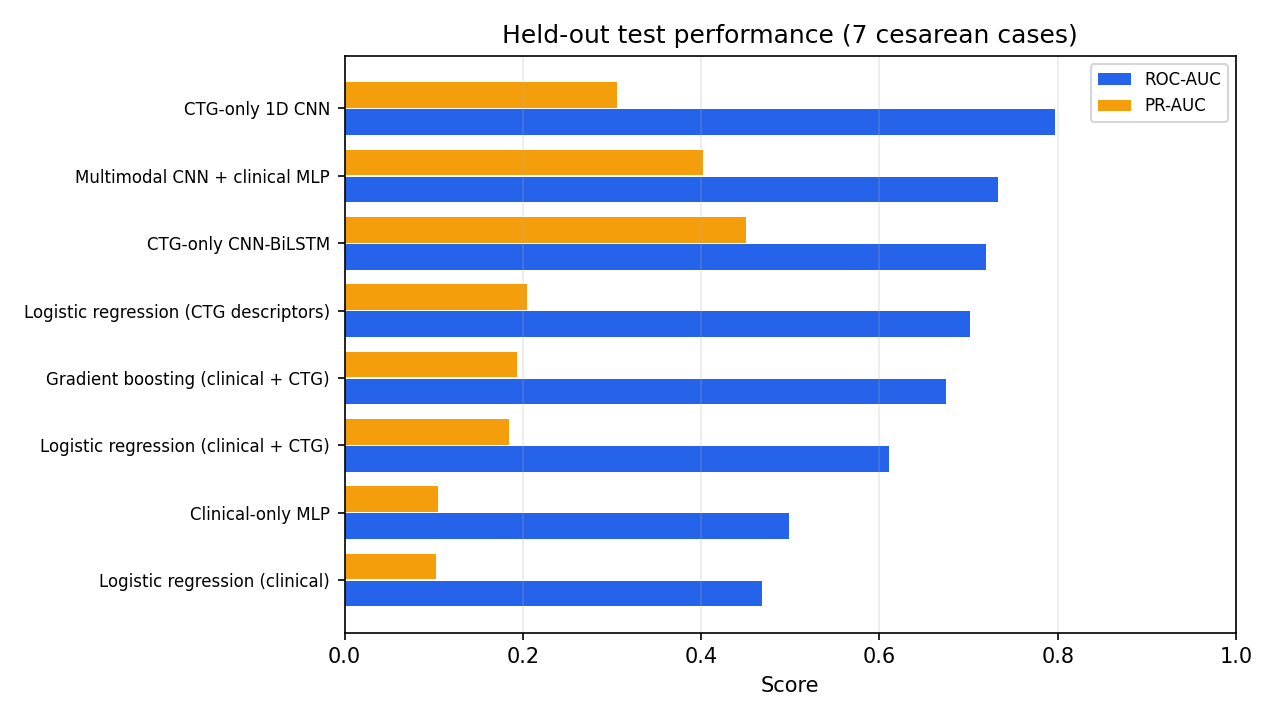 Held-out test performance (7 cesarean cases)
ROC-AUC
PR-AUC
CTG-only 1D CNN
Multimodal CNN + clinical MLP
CTG-only CNN-BiLSTM
Logistic regression (CTG descriptors)
Gradient boosting (clinical + CTG)
Logistic regression (clinical + CTG)
Clinical-only MLP
Logistic regression (clinical)
0.0 0.2 0.4 0.6 0.8 1.0
Score